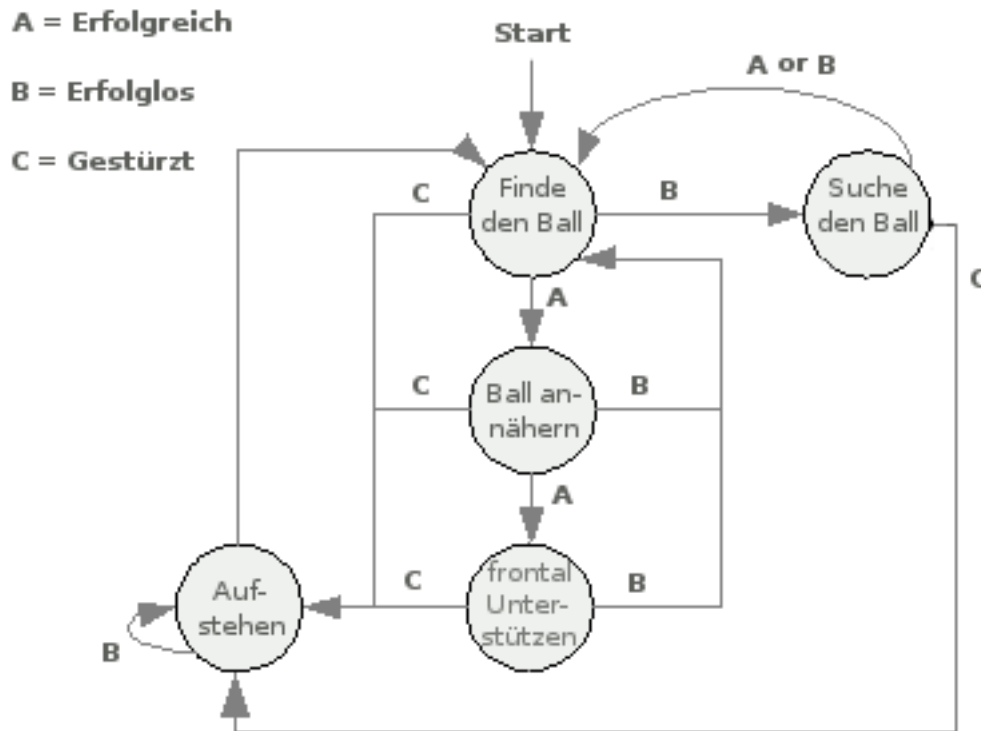 A = Erfolgreich
B = Erfolglos
C = Gestürzt
Start
A or B
Finde
den Ball
C
B
Suche
den Ball
C
A
Ball an-
nähern
C
B
A
frontal
Unter-
stützen
C
B
Auf-
stehen
B